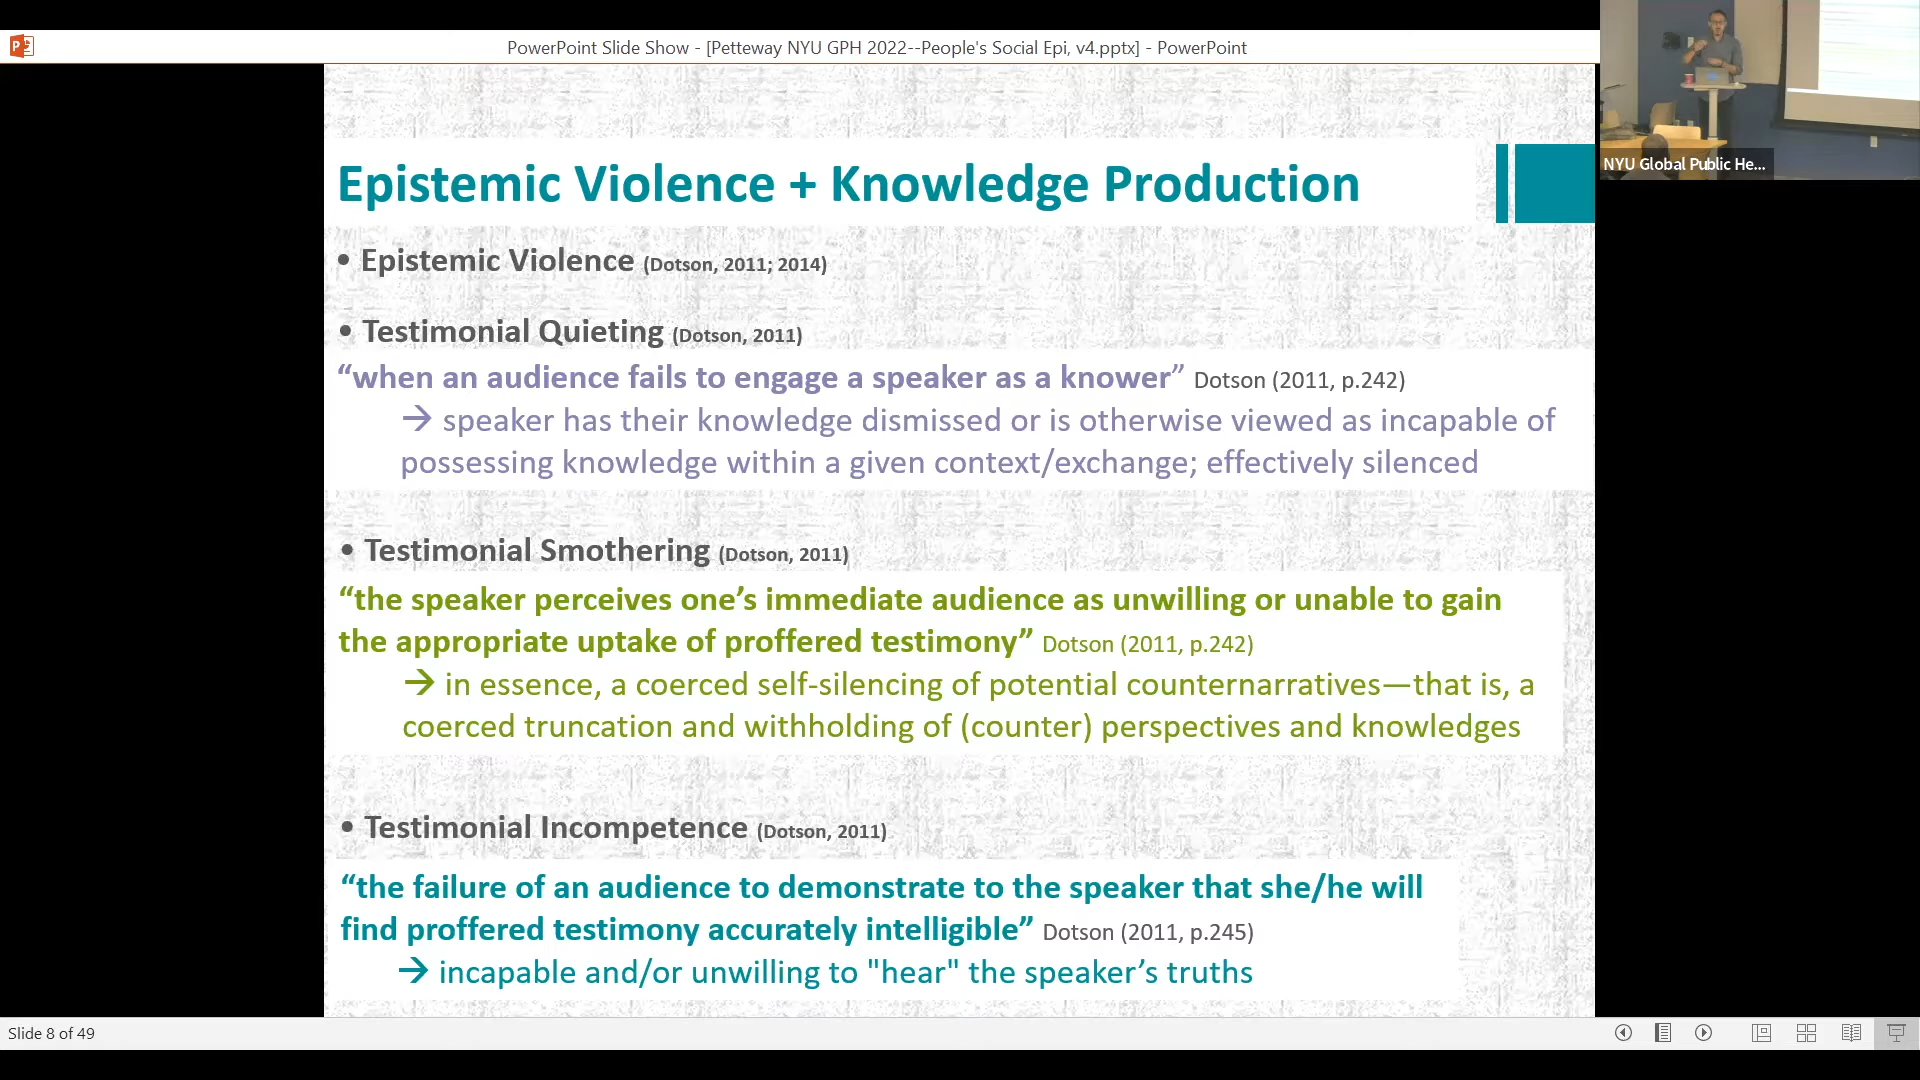 PowerPoint Slide Show - [Petteway NYU GPH 2022--People's Social Epi, v4.pptx] - PowerPoint
NYU Global Public He...
Epistemic Violence + Knowledge Production
• Epistemic Violence (Dotson, 2011; 2014)
• Testimonial Quieting (Dotson, 2011)
“when an audience fails to engage a speaker as a knower” Dotson (2011, p.242)
→ speaker has their knowledge dismissed or is otherwise viewed as incapable of
possessing knowledge within a given context/exchange; effectively silenced
• Testimonial Smothering (Dotson, 2011)
“the speaker perceives one’s immediate audience as unwilling or unable to gain
the appropriate uptake of proffered testimony” Dotson (2011, p.242)
→ in essence, a coerced self-silencing of potential counternarratives—that is, a
coerced truncation and withholding of (counter) perspectives and knowledges
• Testimonial Incompetence (Dotson, 2011)
“the failure of an audience to demonstrate to the speaker that she/he will
find proffered testimony accurately intelligible” Dotson (2011, p.245)
→ incapable and/or unwilling to "hear" the speaker’s truths
Slide 8 of 49